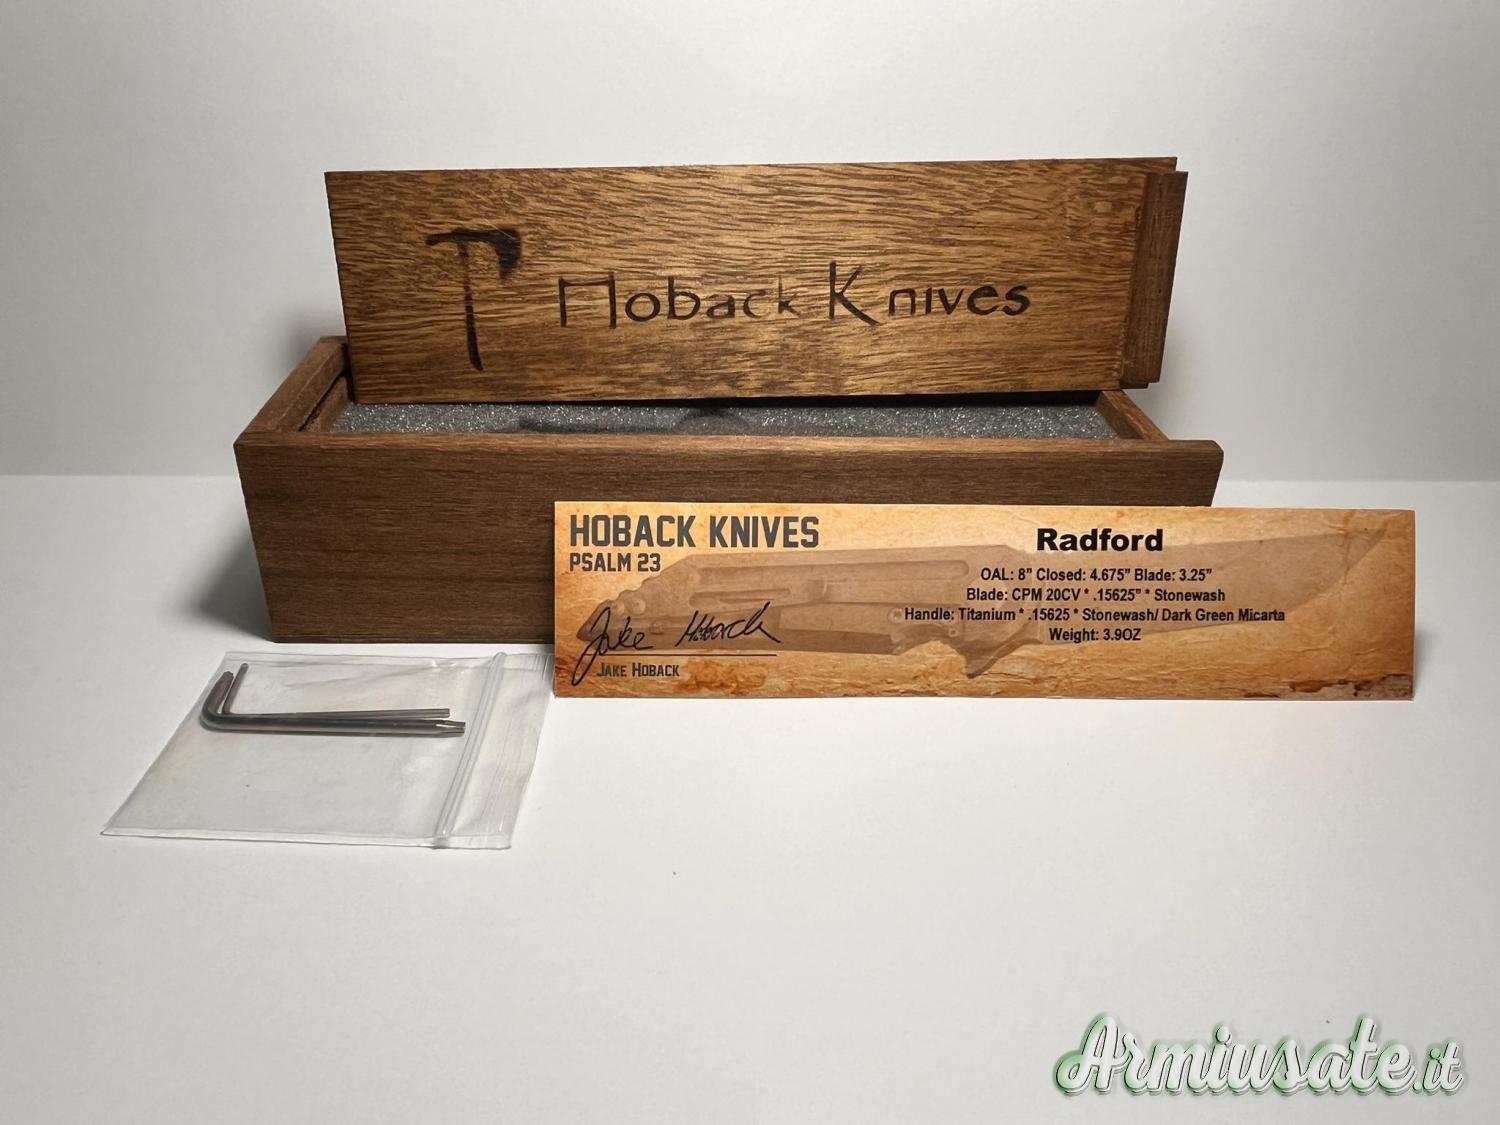 Hoback Knives
HOBACK KNIVES
PSALM 23
Jake Hoback
JAKE HOBACK
Radford
OAL: 8” Closed: 4.675” Blade: 3.25”
Blade: CPM 20CV * .15625” * Stonewash
Handle: Titanium * .15625 * Stonewash/ Dark Green Micarta
Weight: 3.9OZ
Armiusate.it